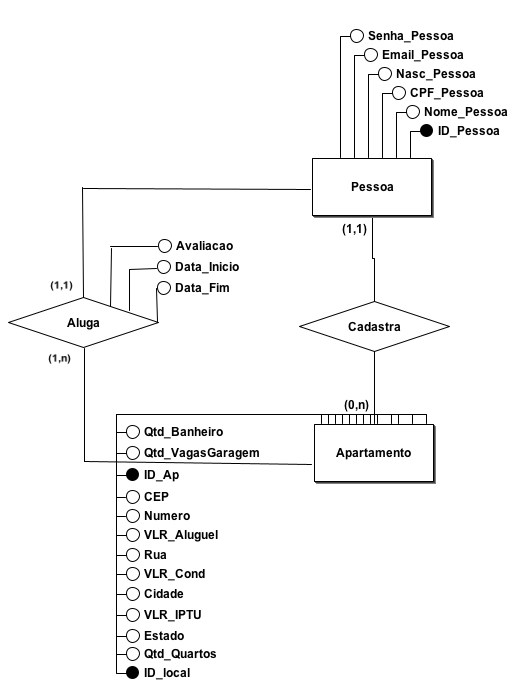 Senha_Pessoa
Email_Pessoa
Nasc_Pessoa
CPF_Pessoa
Nome_Pessoa
ID_Pessoa
Pessoa
(1,1)
Avaliacao
Data_Inicio
Data_Fim
(1,1)
Aluga
(1,n)
Cadastra
(0,n)
Apartamento
Qtd_Banheiro
Qtd_VagasGaragem
ID_Ap
CEP
Numero
VLR_Aluguel
Rua
VLR_Cond
Cidade
VLR_IPTU
Estado
Qtd_Quartos
ID_local